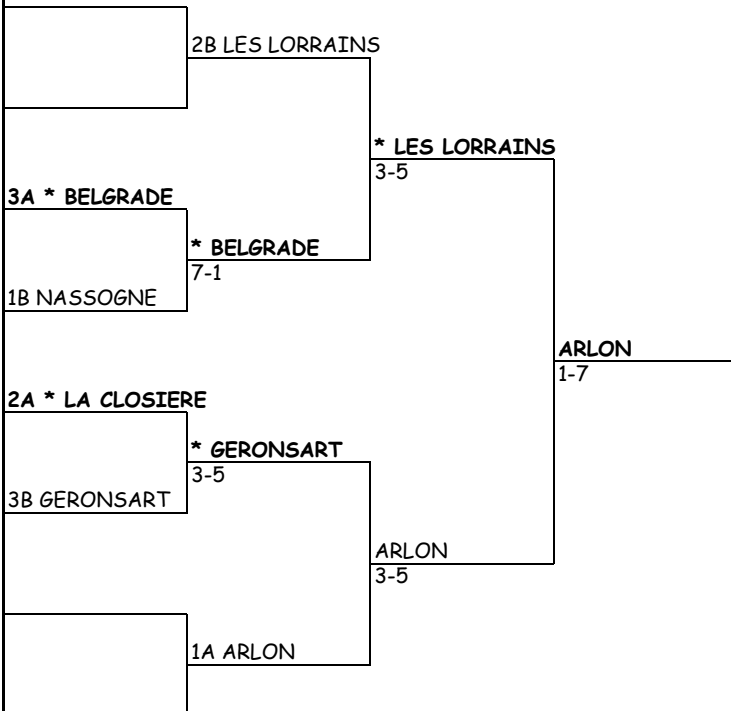 2B LES LORRAINS
* LES LORRAINS
3-5
3A * BELGRADE
* BELGRADE
7-1
1B NASSOGNE
ARLON
1-7
2A * LA CLOSIERE
* GERONSART
3-5
3B GERONSART
ARLON
3-5
1A ARLON